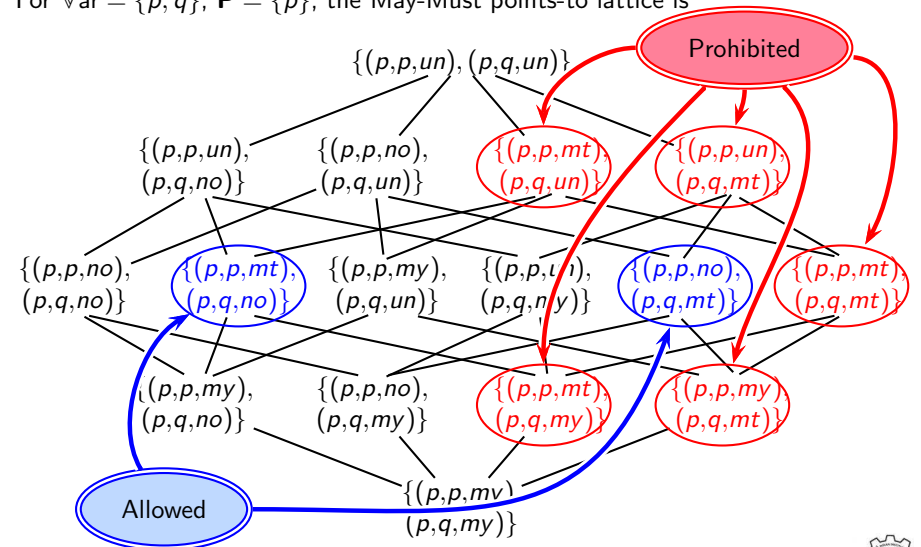 For 𝕍ar = {p, q}, P = {p}, the May-Must points-to lattice is
Prohibited
{(p,p,un), (p,q,un)}
{(p,p,un),
(p,q,no)}
{(p,p,no),
(p,q,un)}
{(p,p,mt),
(p,q,un)}
{(p,p,un),
(p,q,mt)}
{(p,p,no),
(p,q,no)}
{(p,p,mt),
(p,q,no)}
{(p,p,my),
(p,q,un)}
{(p,p,un),
(p,q,my)}
{(p,p,no),
(p,q,mt)}
{(p,p,mt),
(p,q,mt)}
{(p,p,my),
(p,q,no)}
{(p,p,no),
(p,q,my)}
{(p,p,mt),
(p,q,my)}
{(p,p,my),
(p,q,mt)}
{(p,p,my)
(p,q,my)}
Allowed